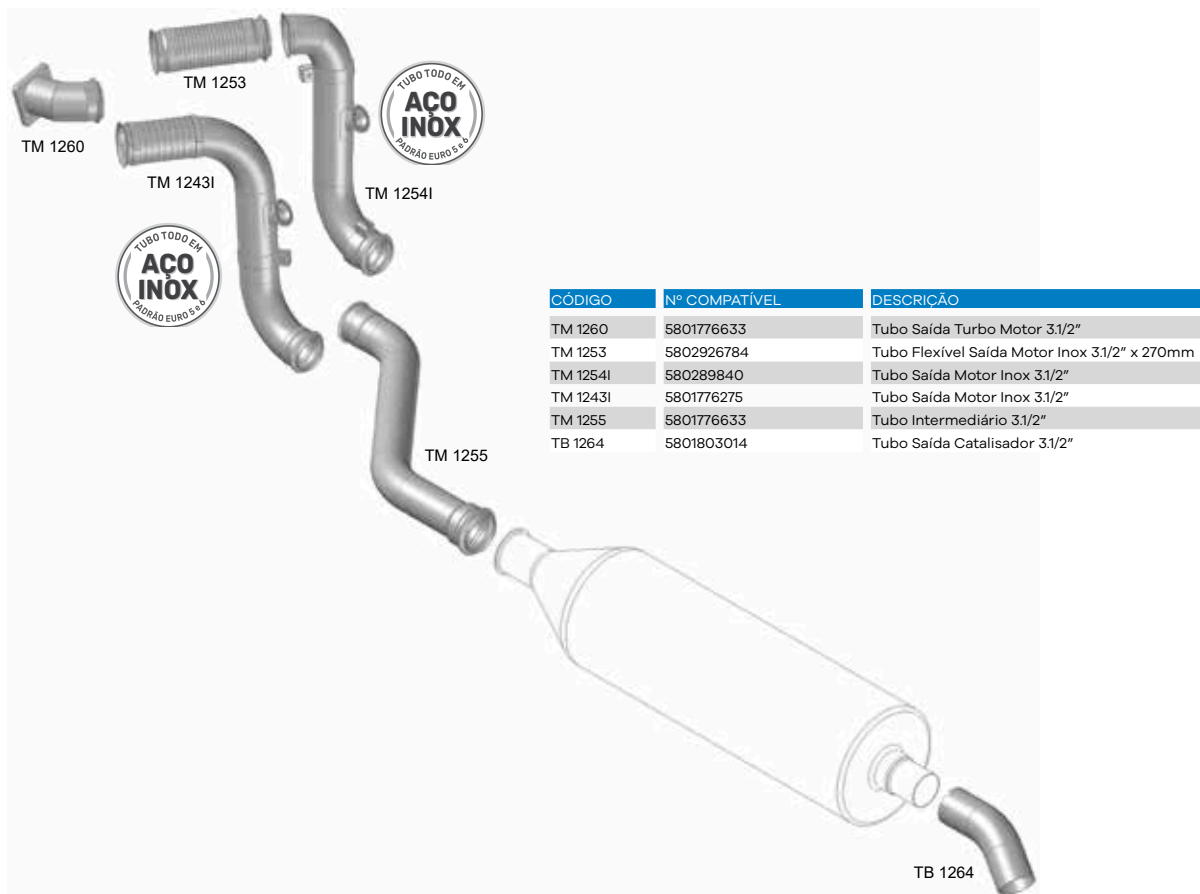 TM 1253
TUBO TODO EM
AÇO
INOX
PADRÃO EURO 5 e 6
TM 1260
TM 1243I
TM 1254I
TUBO TODO EM
AÇO
INOX
PADRÃO EURO 5 e 6
CÓDIGO Nº COMPATÍVEL DESCRIÇÃO
TM 1260 5801776633 Tubo Saída Turbo Motor 3.1/2"
TM 1253 5802926784 Tubo Flexível Saída Motor Inox 3.1/2" x 270mm
TM 1254I 580289840 Tubo Saída Motor Inox 3.1/2"
TM 1243I 5801776275 Tubo Saída Motor Inox 3.1/2"
TM 1255 5801776633 Tubo Intermediário 3.1/2"
TB 1264 5801803014 Tubo Saída Catalisador 3.1/2"
TM 1255
TB 1264